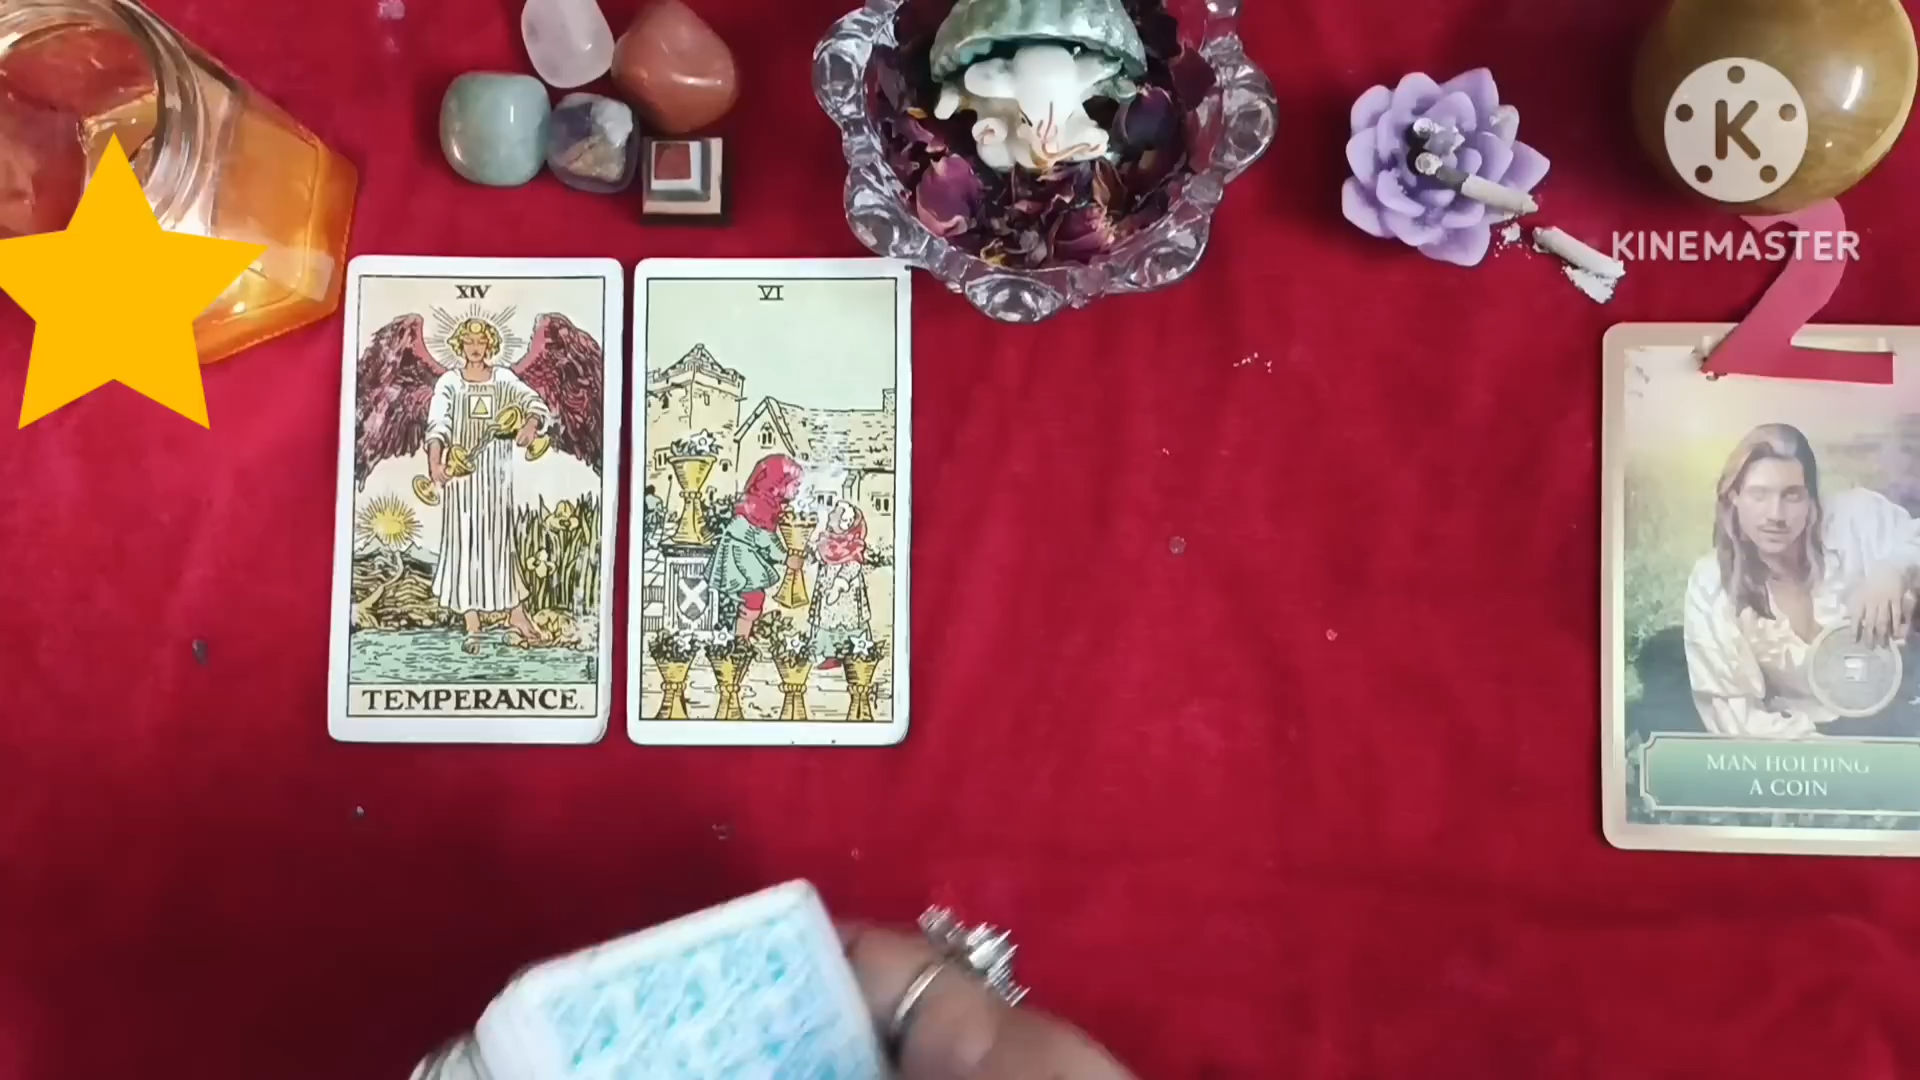 K
KINEMASTER
2
XIV
VI
TEMPERANCE.
MAN HOLDING
A COIN